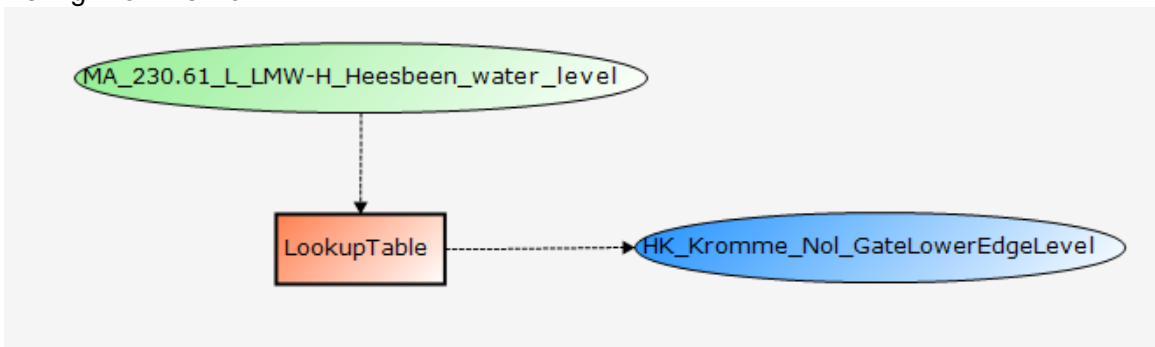 MA_230.61_L_LMW-H_Heesbeen_water_level
LookupTable
HK_Kromme_Nol_GateLowerEdgeLevel